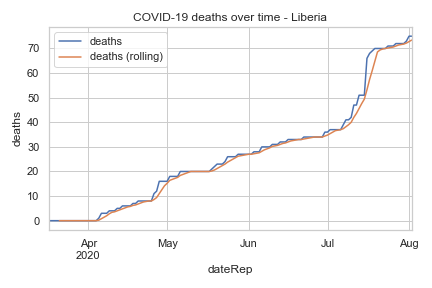 COVID-19 deaths over time - Liberia
deaths
deaths (rolling)
deaths
70
60
50
40
30
20
10
0
Apr
2020
May
Jun
Jul
Aug
dateRep